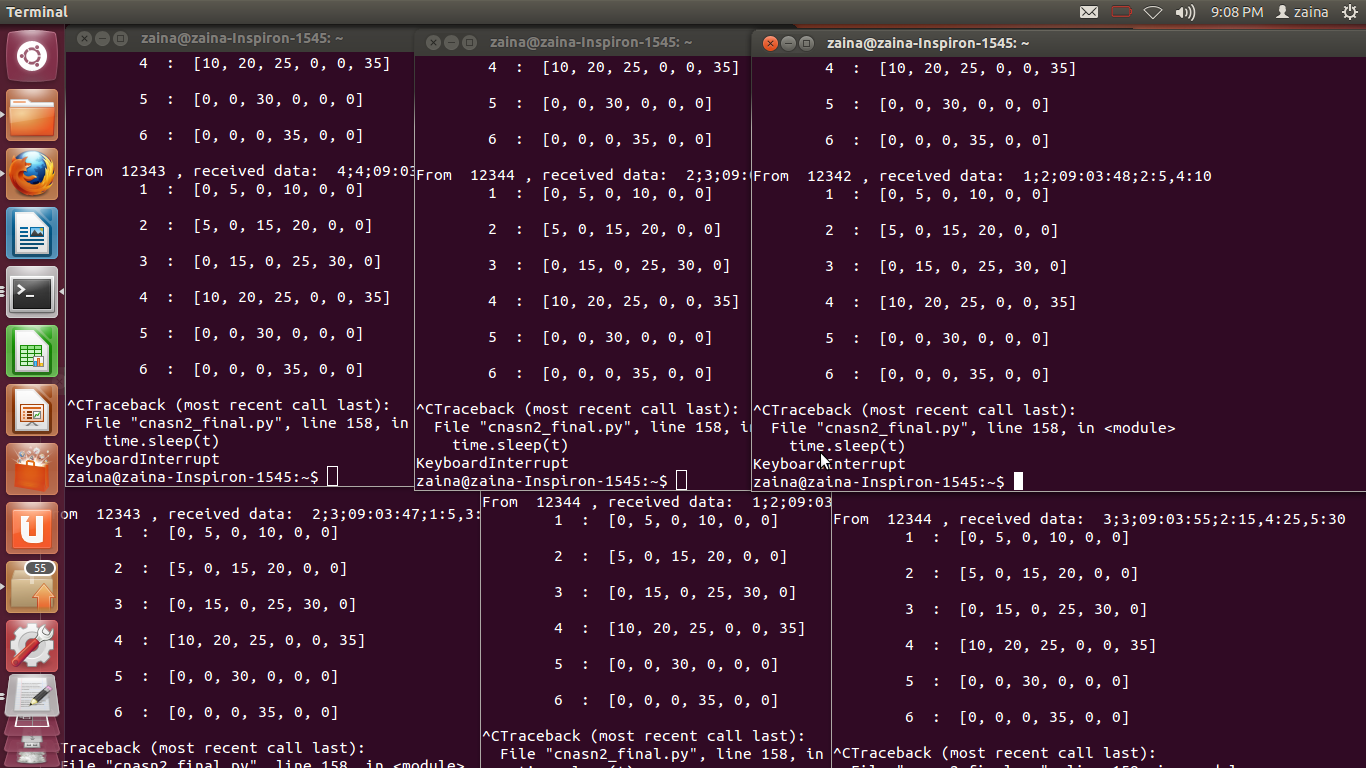 Terminal
9:08 PM zaina
zaina@zaina-Inspiron-1545: ~
4 : [10, 20, 25, 0, 0, 35]
5 : [0, 0, 30, 0, 0, 0]
6 : [0, 0, 0, 35, 0, 0]
From 12343 , received data: 4;4;09:03
1 : [0, 5, 0, 10, 0, 0]
2 : [5, 0, 15, 20, 0, 0]
3 : [0, 15, 0, 25, 30, 0]
4 : [10, 20, 25, 0, 0, 35]
5 : [0, 0, 30, 0, 0, 0]
6 : [0, 0, 0, 35, 0, 0]
^CTraceback (most recent call last):
File "cnasn2_final.py", line 158, in
time.sleep(t)
KeyboardInterrupt
zaina@zaina-Inspiron-1545:~$
zaina@zaina-Inspiron-1545: ~
4 : [10, 20, 25, 0, 0, 35]
5 : [0, 0, 30, 0, 0, 0]
6 : [0, 0, 0, 35, 0, 0]
From 12344 , received data: 2;3;09:0
1 : [0, 5, 0, 10, 0, 0]
2 : [5, 0, 15, 20, 0, 0]
3 : [0, 15, 0, 25, 30, 0]
4 : [10, 20, 25, 0, 0, 35]
5 : [0, 0, 30, 0, 0, 0]
6 : [0, 0, 0, 35, 0, 0]
^CTraceback (most recent call last):
File "cnasn2_final.py", line 158, i
time.sleep(t)
KeyboardInterrupt
zaina@zaina-Inspiron-1545:~$
zaina@zaina-Inspiron-1545: ~
4 : [10, 20, 25, 0, 0, 35]
5 : [0, 0, 30, 0, 0, 0]
6 : [0, 0, 0, 35, 0, 0]
From 12342 , received data: 1;2;09:03:48;2:5,4:10
1 : [0, 5, 0, 10, 0, 0]
2 : [5, 0, 15, 20, 0, 0]
3 : [0, 15, 0, 25, 30, 0]
4 : [10, 20, 25, 0, 0, 35]
5 : [0, 0, 30, 0, 0, 0]
6 : [0, 0, 0, 35, 0, 0]
^CTraceback (most recent call last):
File "cnasn2_final.py", line 158, in <module>
time.sleep(t)
KeyboardInterrupt
zaina@zaina-Inspiron-1545:~$
55
om 12343 , received data: 2;3;09:03:47;1:5,3:
1 : [0, 5, 0, 10, 0, 0]
2 : [5, 0, 15, 20, 0, 0]
3 : [0, 15, 0, 25, 30, 0]
4 : [10, 20, 25, 0, 0, 35]
5 : [0, 0, 30, 0, 0, 0]
6 : [0, 0, 0, 35, 0, 0]
Traceback (most recent call last):
File "cnasn2_final.py", line 158, in <module>
From 12344 , received data: 1;2;09:03
1 : [0, 5, 0, 10, 0, 0]
2 : [5, 0, 15, 20, 0, 0]
3 : [0, 15, 0, 25, 30, 0]
4 : [10, 20, 25, 0, 0, 35]
5 : [0, 0, 30, 0, 0, 0]
6 : [0, 0, 0, 35, 0, 0]
^CTraceback (most recent call last):
File "cnasn2_final.py", line 158, in
From 12344 , received data: 3;3;09:03:55;2:15,4:25,5:30
1 : [0, 5, 0, 10, 0, 0]
2 : [5, 0, 15, 20, 0, 0]
3 : [0, 15, 0, 25, 30, 0]
4 : [10, 20, 25, 0, 0, 35]
5 : [0, 0, 30, 0, 0, 0]
6 : [0, 0, 0, 35, 0, 0]
^CTraceback (most recent call last):